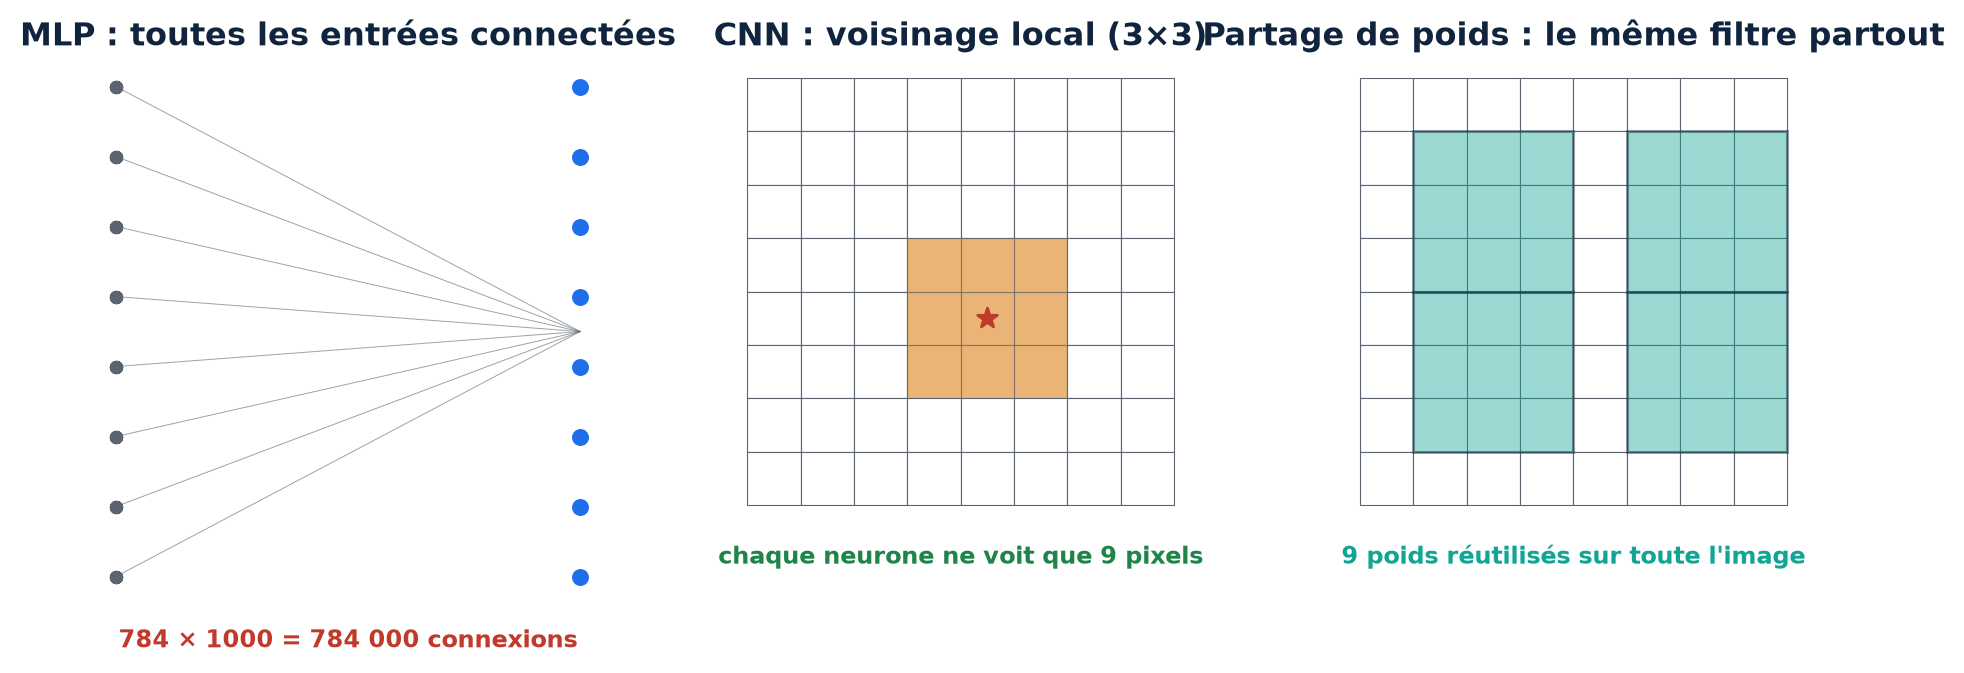 MLP : toutes les entrées connectées
CNN : voisinage local (3×3)
Partage de poids : le même filtre partout
chaque neurone ne voit que 9 pixels
9 poids réutilisés sur toute l'image
784 × 1000 = 784 000 connexions